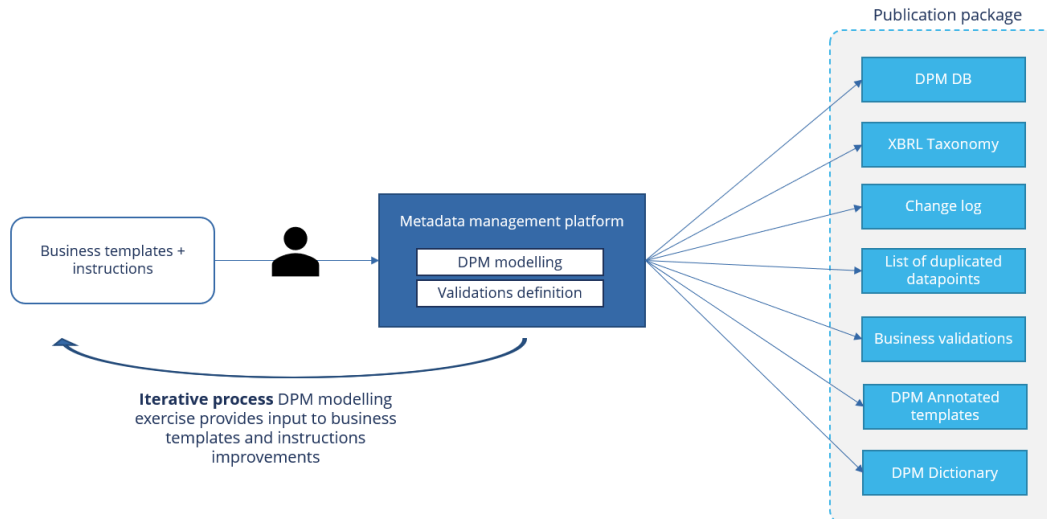 Publication package
DPM DB
XBRL Taxonomy
Change log
List of duplicated
datapoints
Business validations
DPM Annotated
templates
DPM Dictionary
Metadata management platform
DPM modelling
Validations definition
Business templates +
instructions
Iterative process DPM modelling
exercise provides input to business
templates and instructions
improvements